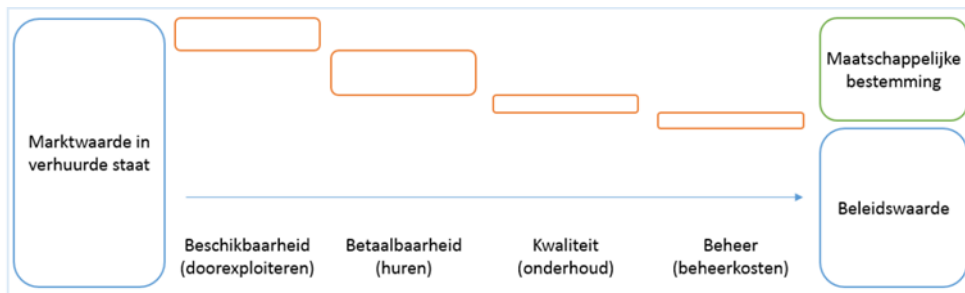 Marktwaarde in
verhuurde staat
Beschikbaarheid
(doorexploiteren)
Betaalbaarheid
(huren)
Kwaliteit
(onderhoud)
Beheer
(beheerkosten)
Maatschappelijke
bestemming
Beleidswaarde